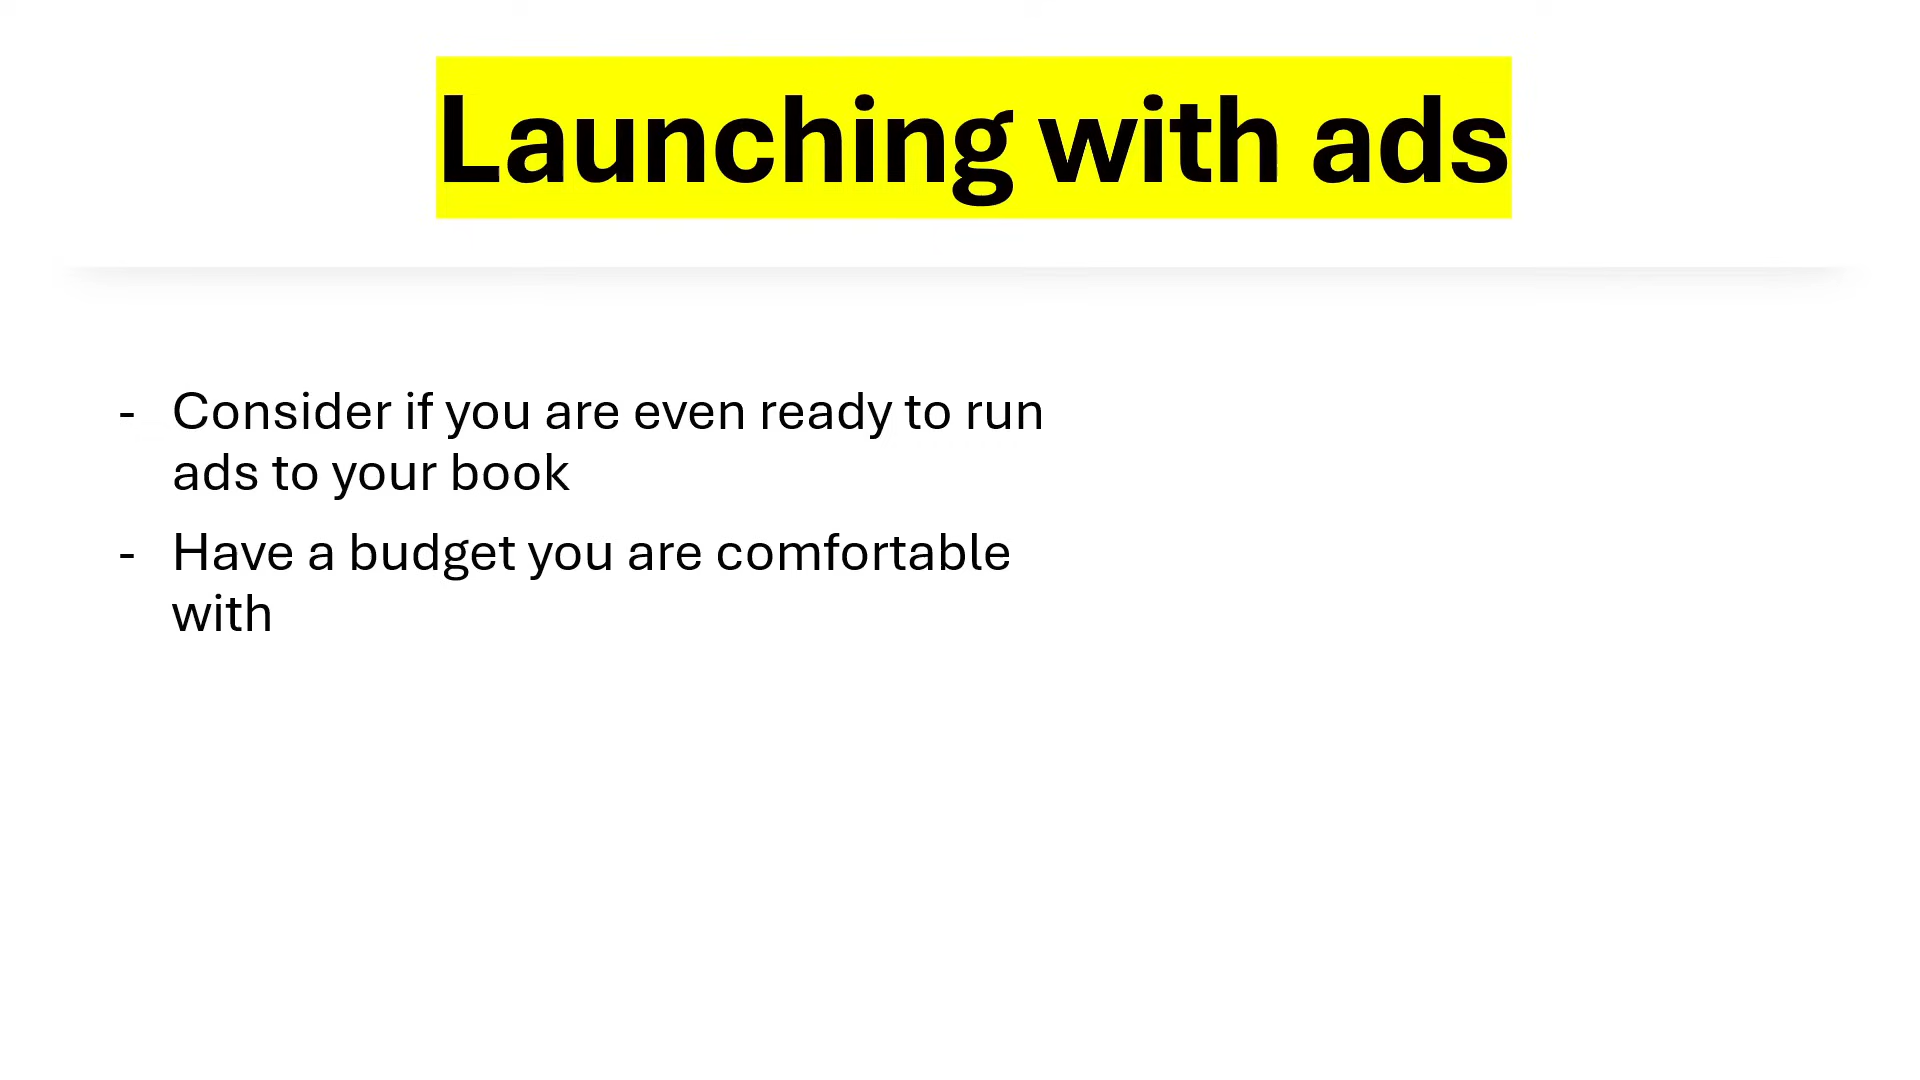 Launching with ads
- Consider if you are even ready to run
ads to your book
- Have a budget you are comfortable
with